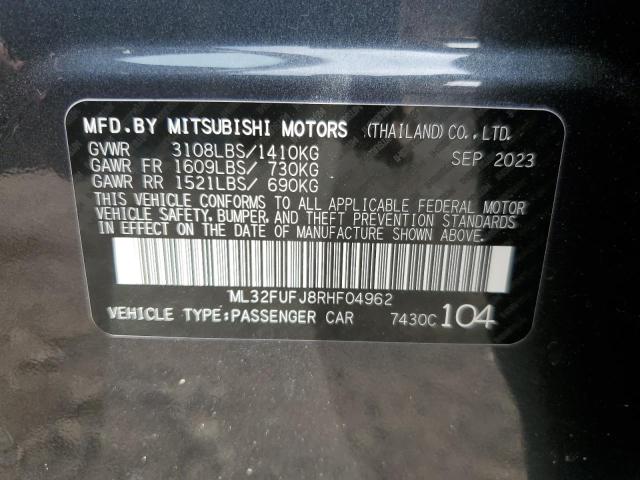 MFD.BY MITSUBISHI MOTORS (THAILAND)CO.,LTD.
GVWR 3108LBS/1410KG SEP 2023
GAWR FR 1609LBS/ 730KG
GAWR RR 1521LBS/ 690KG
THIS VEHICLE CONFORMS TO ALL APPLICABLE FEDERAL MOTOR
VEHICLE SAFETY, BUMPER, AND THEFT PREVENTION STANDARDS
IN EFFECT ON THE DATE OF MANUFACTURE SHOWN ABOVE.
ML32FUFJ8RHF04962
VEHICLE TYPE:PASSENGER CAR 7430C 104